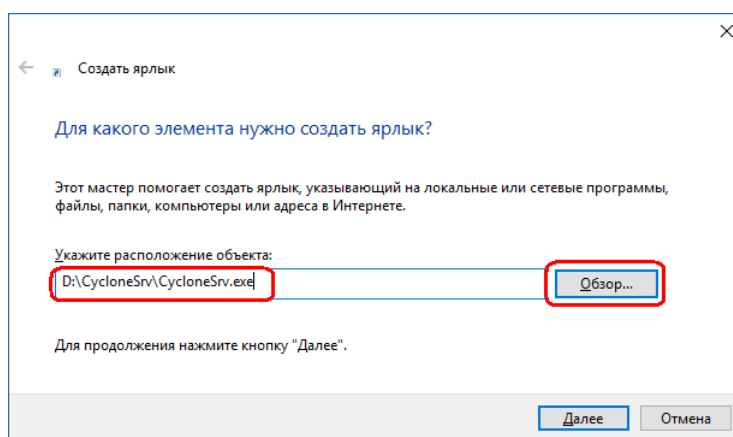 Создать ярлык
Для какого элемента нужно создать ярлык?
Этот мастер помогает создать ярлык, указывающий на локальные или сетевые программы,
файлы, папки, компьютеры или адреса в Интернете.
Укажите расположение объекта:
D:\CycloneSrv\CycloneSrv.exe
Обзор...
Для продолжения нажмите кнопку "Далее".
Далее
Отмена